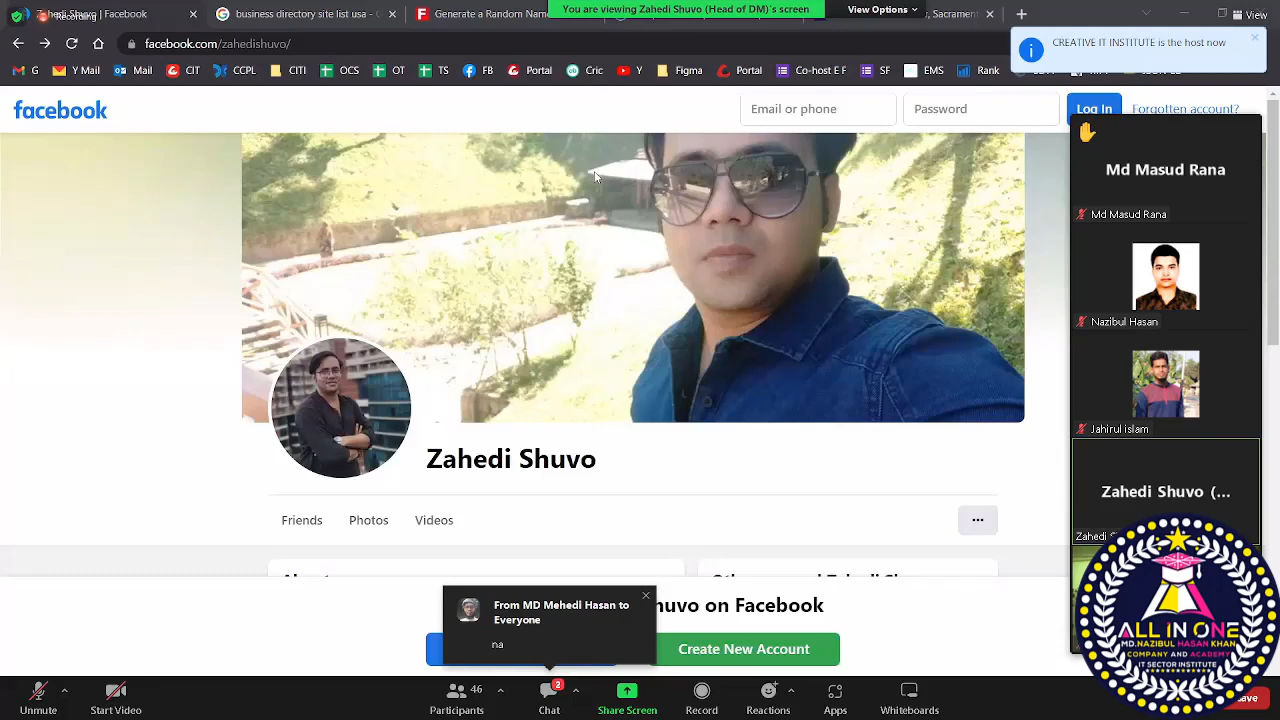 Facebook
business directory site list usa -
Generate a Random Name
You are viewing Zahedi Shuvo (Head of DM)'s screen
View Options
, Sacrament
View
facebook.com/zahedishuvo/
CREATIVE IT INSTITUTE is the host now
G
Y Mail
Mail
CIT
CCPL
CITI
OCS
OT
TS
FB
Portal
Cric
Y
Figma
Portal
Co-host E F
SF
EMS
Rank
facebook
Email or phone
Password
Log In
Forgotten account?
Md Masud Rana
Md Masud Rana
Nazibul Hasan
Jahirul islam
Zahedi Shuvo (...
Zahedi S
Zahedi Shuvo
Friends
Photos
Videos
...
From MD Mehedi Hasan to
Everyone
na
huvo on Facebook
Create New Account
ALL IN ONE
MD.NAZIBUL HASAN KHAN
COMPANY AND ACADEMY
IT SECTOR INSTITUTE
Unmute
Start Video
46
Participants
2
Chat
Share Screen
Record
Reactions
Apps
Whiteboards